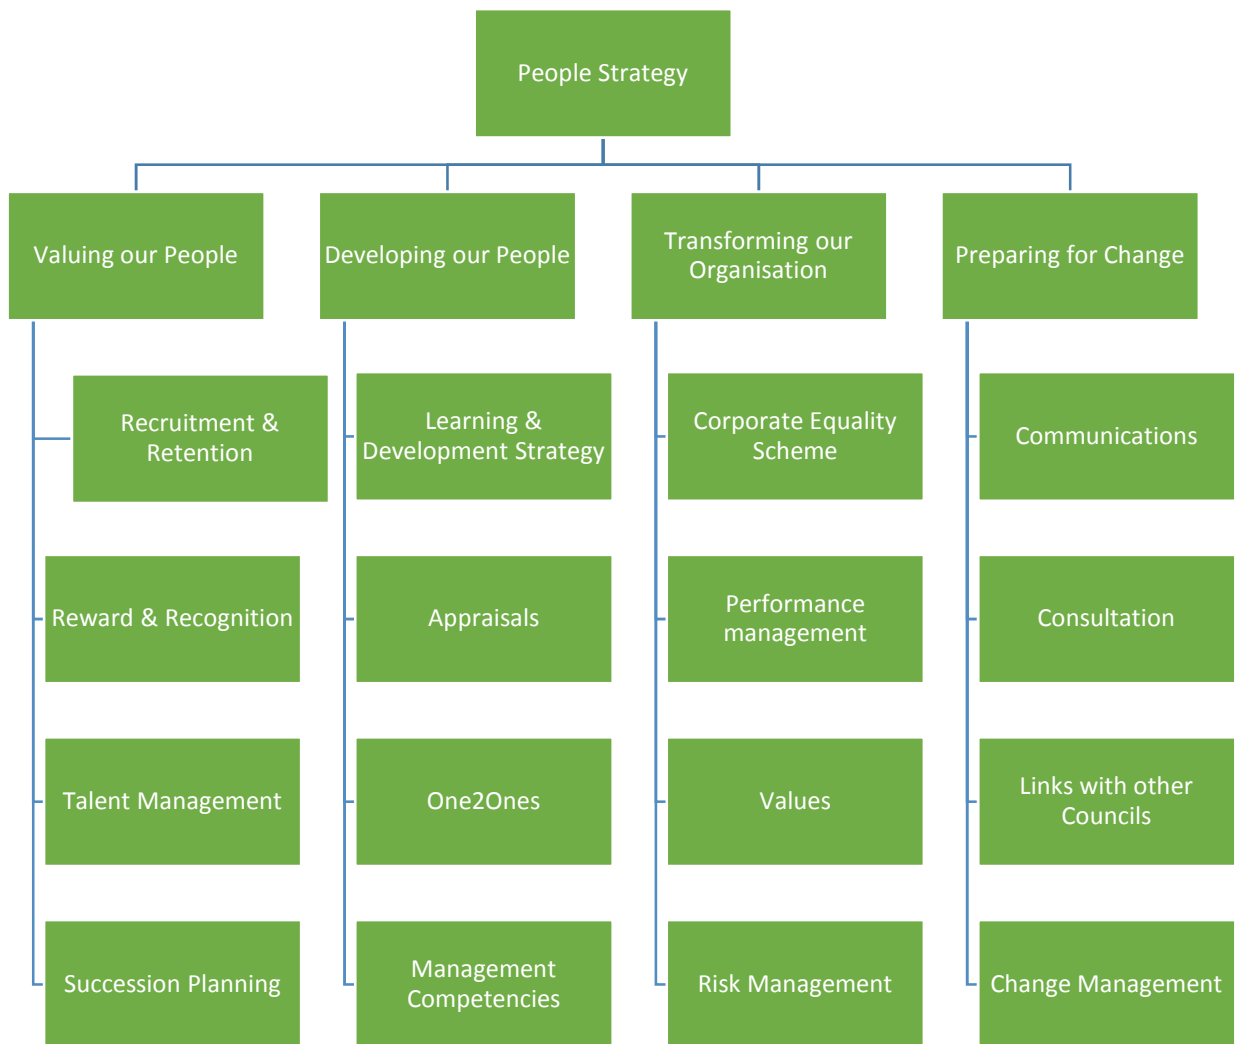 People Strategy
Valuing our People
Developing our People
Transforming our
Organisation
Preparing for Change
Recruitment &
Retention
Learning &
Development Strategy
Corporate Equality
Scheme
Communications
Reward & Recognition
Appraisals
Performance
management
Consultation
Talent Management
One2Ones
Values
Links with other
Councils
Succession Planning
Management
Competencies
Risk Management
Change Management